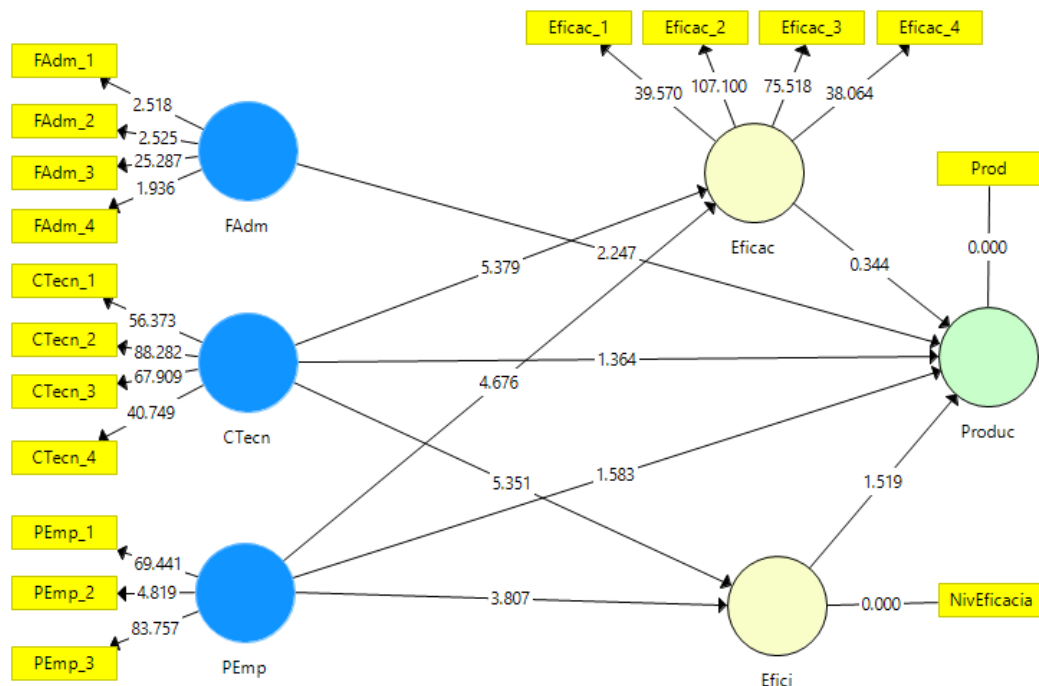 Eficac_1
Eficac_2
Eficac_3
Eficac_4
39.570
107.100
75.518
38.064
FAdm_1
FAdm_2
FAdm_3
FAdm_4
2.518
2.525
25.287
1.936
FAdm
Eficac
Prod
0.000
5.379
2.247
0.344
CTecn_1
CTecn_2
CTecn_3
CTecn_4
56.373
88.282
67.909
40.749
CTecn
1.364
4.676
Produc
5.351
1.583
1.519
PEmp_1
PEmp_2
PEmp_3
69.441
4.819
83.757
PEmp
3.807
0.000
NivEficacia
Efici